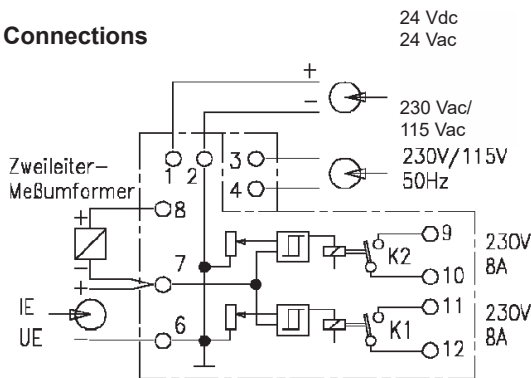 Connections
24 Vdc
24 Vac
+
−
230 Vac/
115 Vac
230V/115V
50Hz
1 2 3
4
Zweileiter–
Meßumformer
+
8
−
7
+
IE
UE
−
6
K2
9
10
230V
8A
K1
11
12
230V
8A